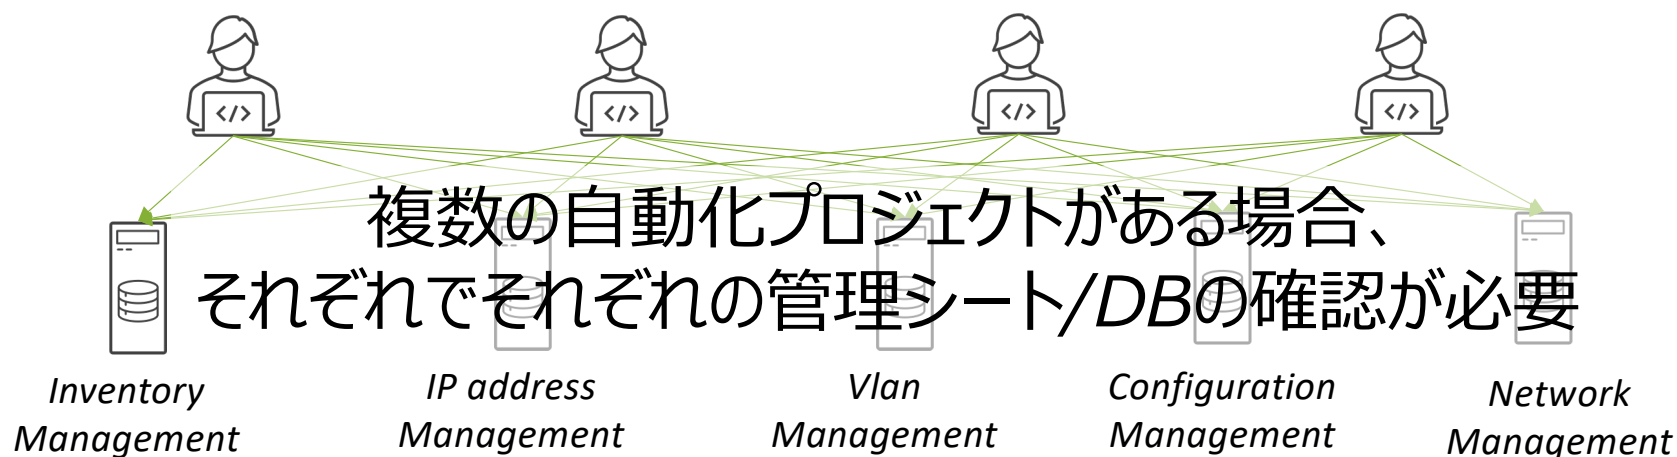 </>
</>
</>
</>
複数の自動化プロジェクトがある場合、
それぞれでそれぞれの管理シート/DBの確認が必要
Inventory
Management
IP address
Management
Vlan
Management
Configuration
Management
Network
Management